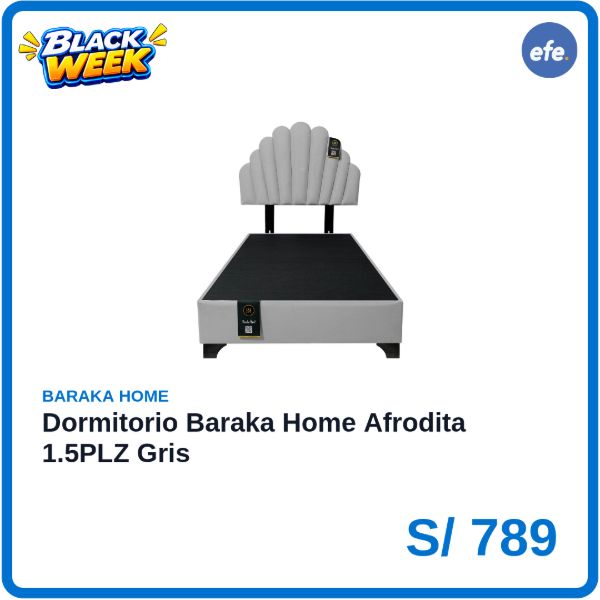 BLACK
WEEK
efe.
BARAKA HOME
Dormitorio Baraka Home Afrodita
1.5PLZ Gris
S/ 789